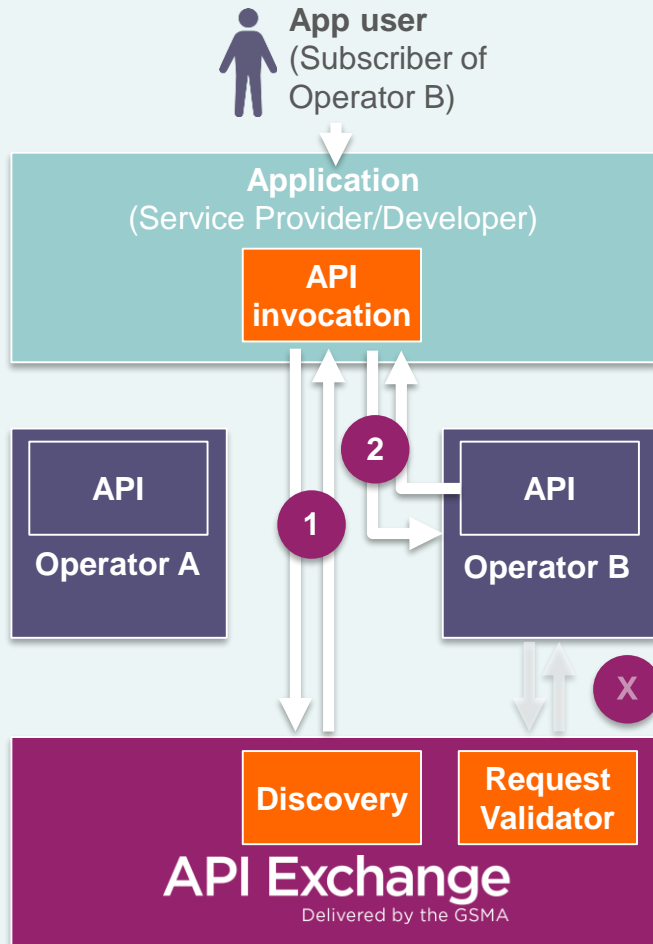 App user
(Subscriber of
Operator B)
Application
(Service Provider/Developer)
API
invocation
2
API
Operator A
1
API
Operator B
X
Discovery
Request
Validator
API Exchange
Delivered by the GSMA